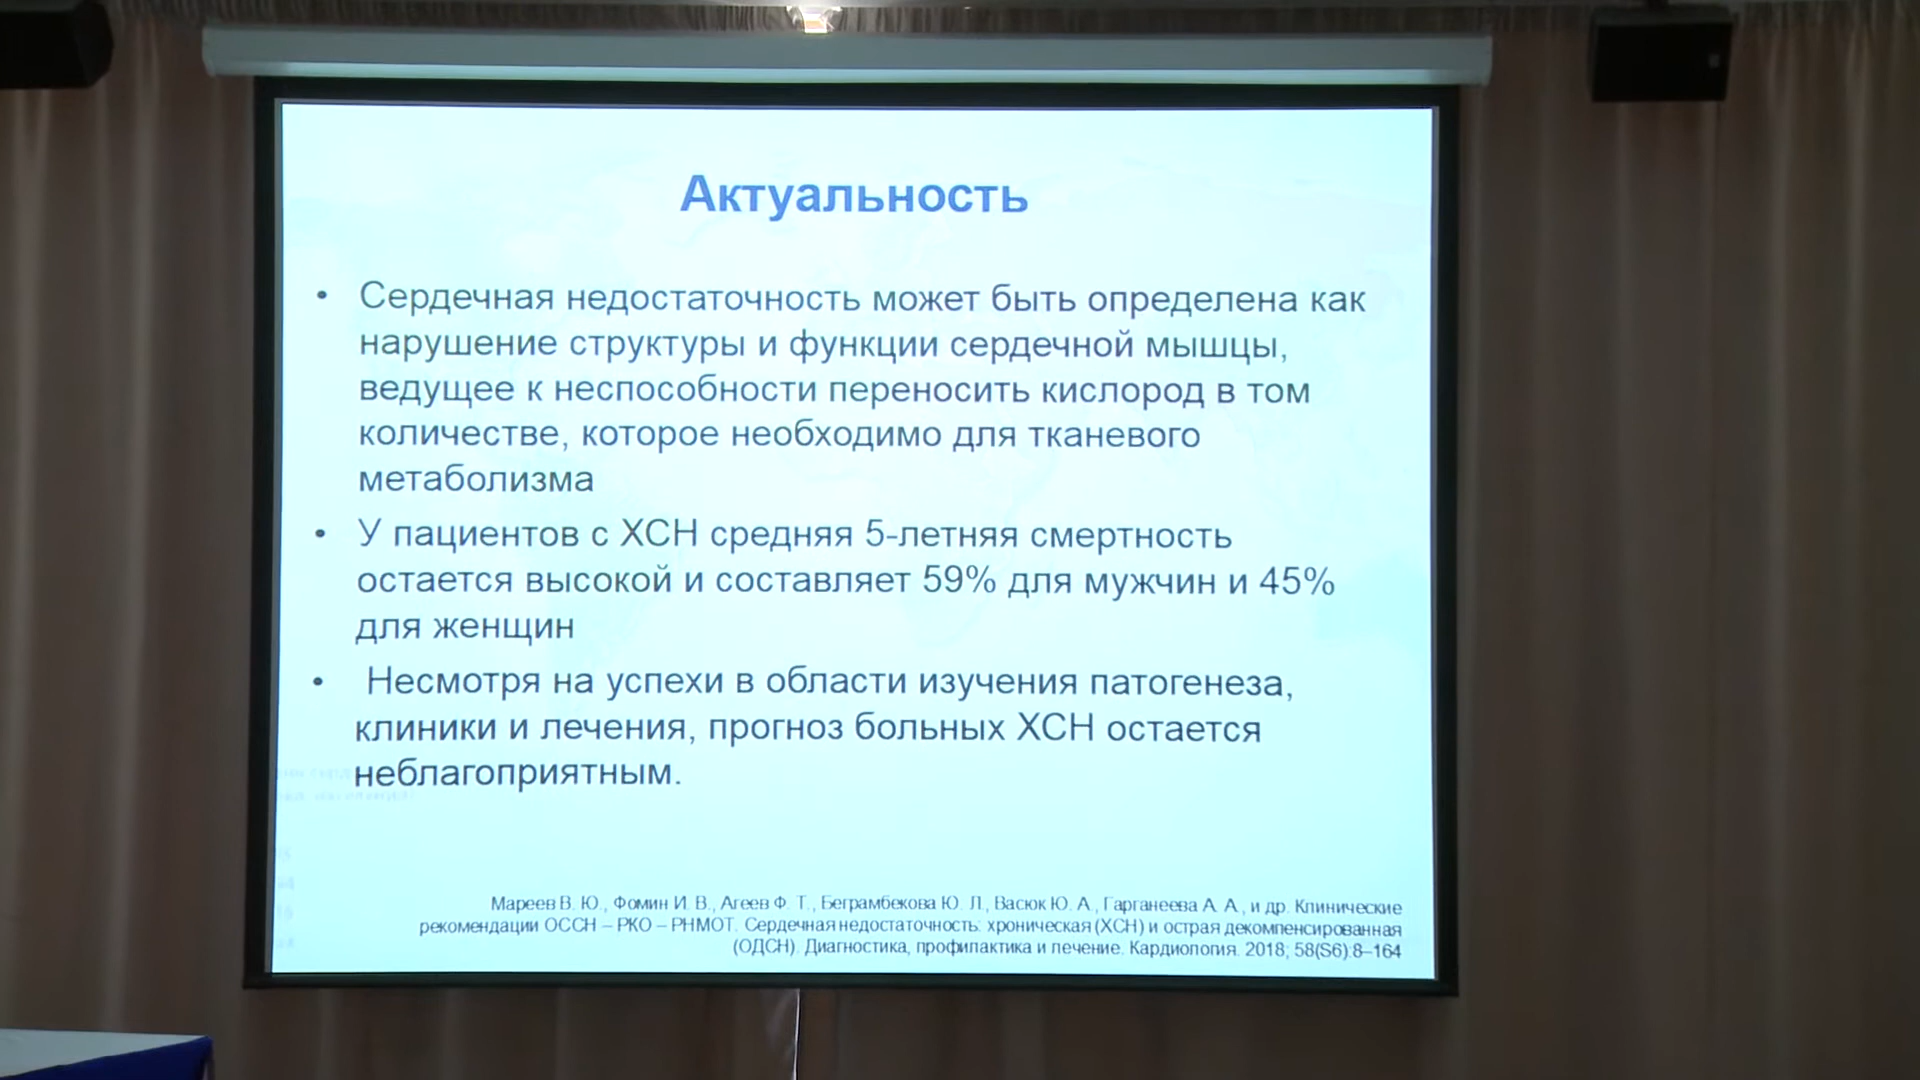 Актуальность
• Сердечная недостаточность может быть определена как
нарушение структуры и функции сердечной мышцы,
ведущее к неспособности переносить кислород в том
количестве, которое необходимо для тканевого
метаболизма
• У пациентов с ХСН средняя 5-летняя смертность
остается высокой и составляет 59% для мужчин и 45%
для женщин
• Несмотря на успехи в области изучения патогенеза,
клиники и лечения, прогноз больных ХСН остается
неблагоприятным.
Мареев В. Ю., Фомин И. В., Агеев Ф. Т., Беграмбекова Ю. Л., Васюк Ю. А., Гарганеева А. А., и др. Клинические
рекомендации ОССН – РКО – РНМОТ. Сердечная недостаточность: хроническая (ХСН) и острая декомпенсированная
(ОДСН). Диагностика, профилактика и лечение. Кардиология. 2018; 58(S6):8–164